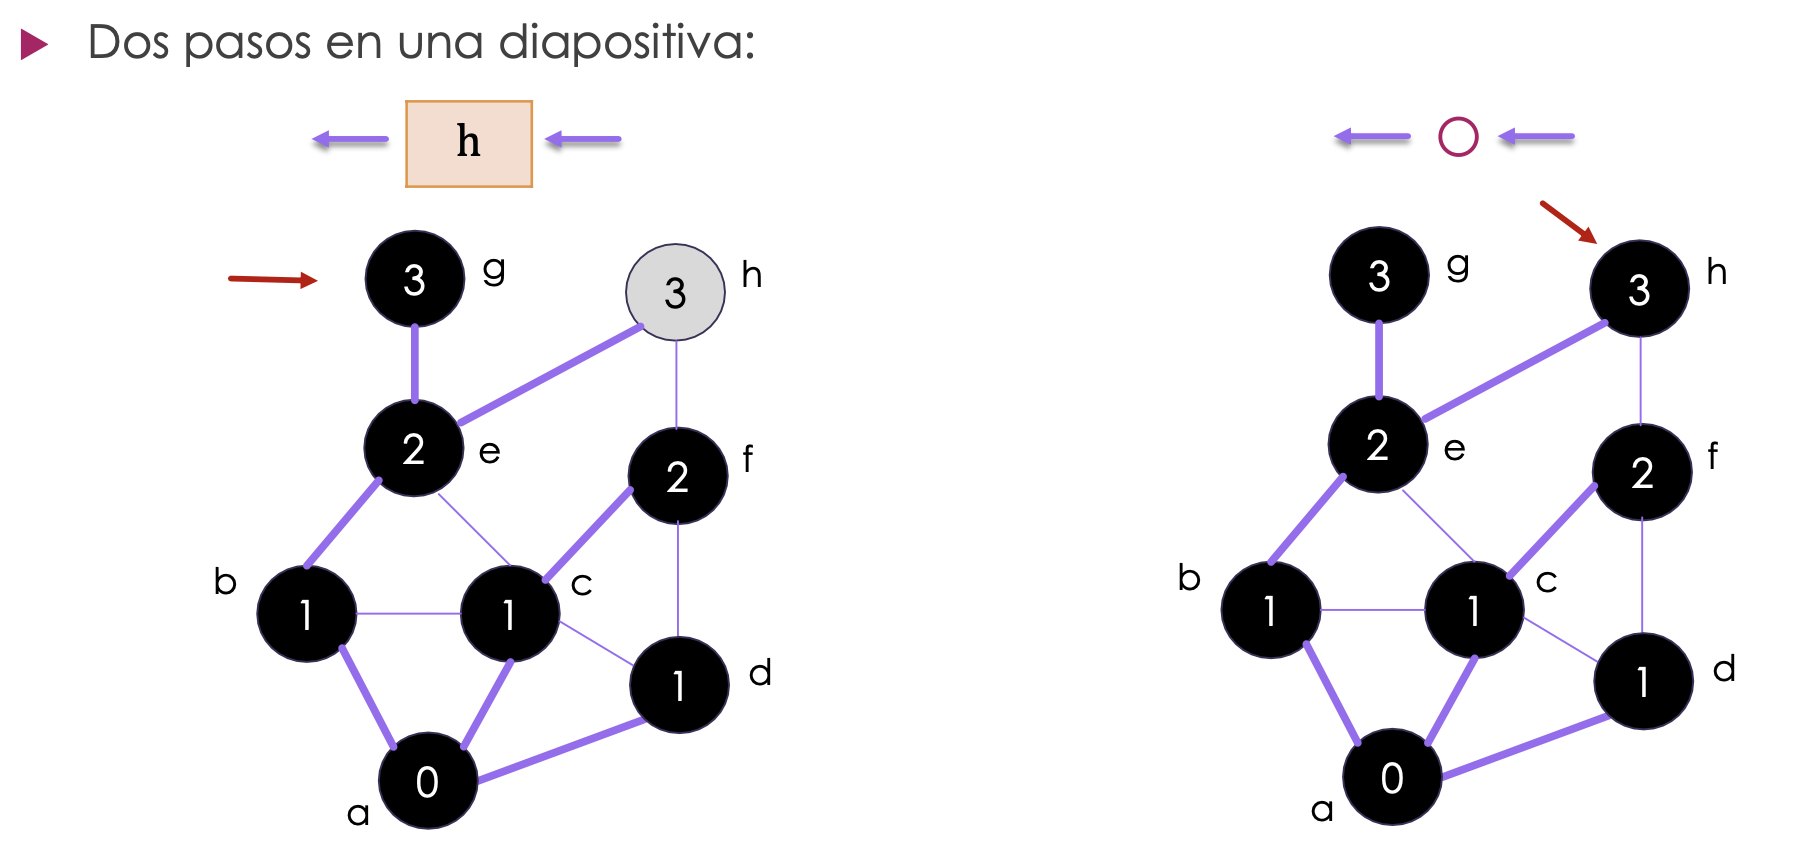 Dos pasos en una diapositiva:
h
3 g 3 h
2 e 2 f
b 1 1 c
1 d
a 0
3 g 3 h
2 e 2 f
b 1 1 c
1 d
a 0